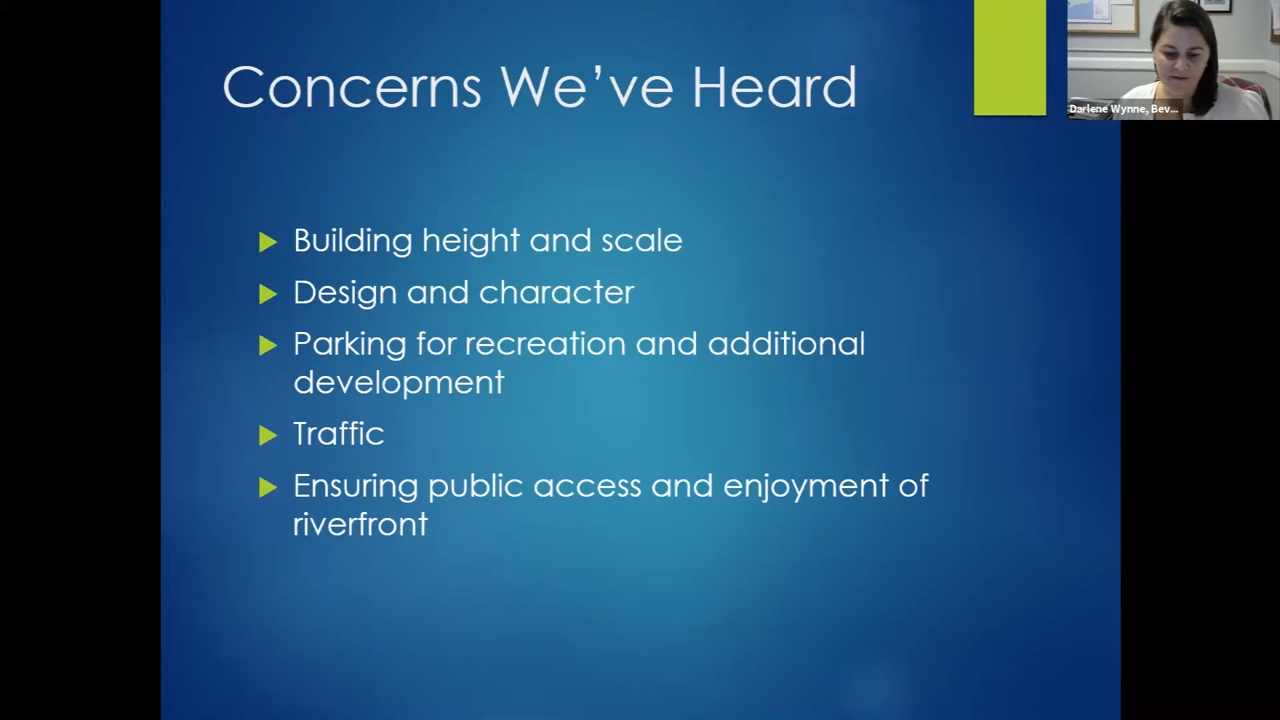 Concerns We've Heard
Darlene Wynne, Bev...
Building height and scale
Design and character
Parking for recreation and additional
development
Traffic
Ensuring public access and enjoyment of
riverfront